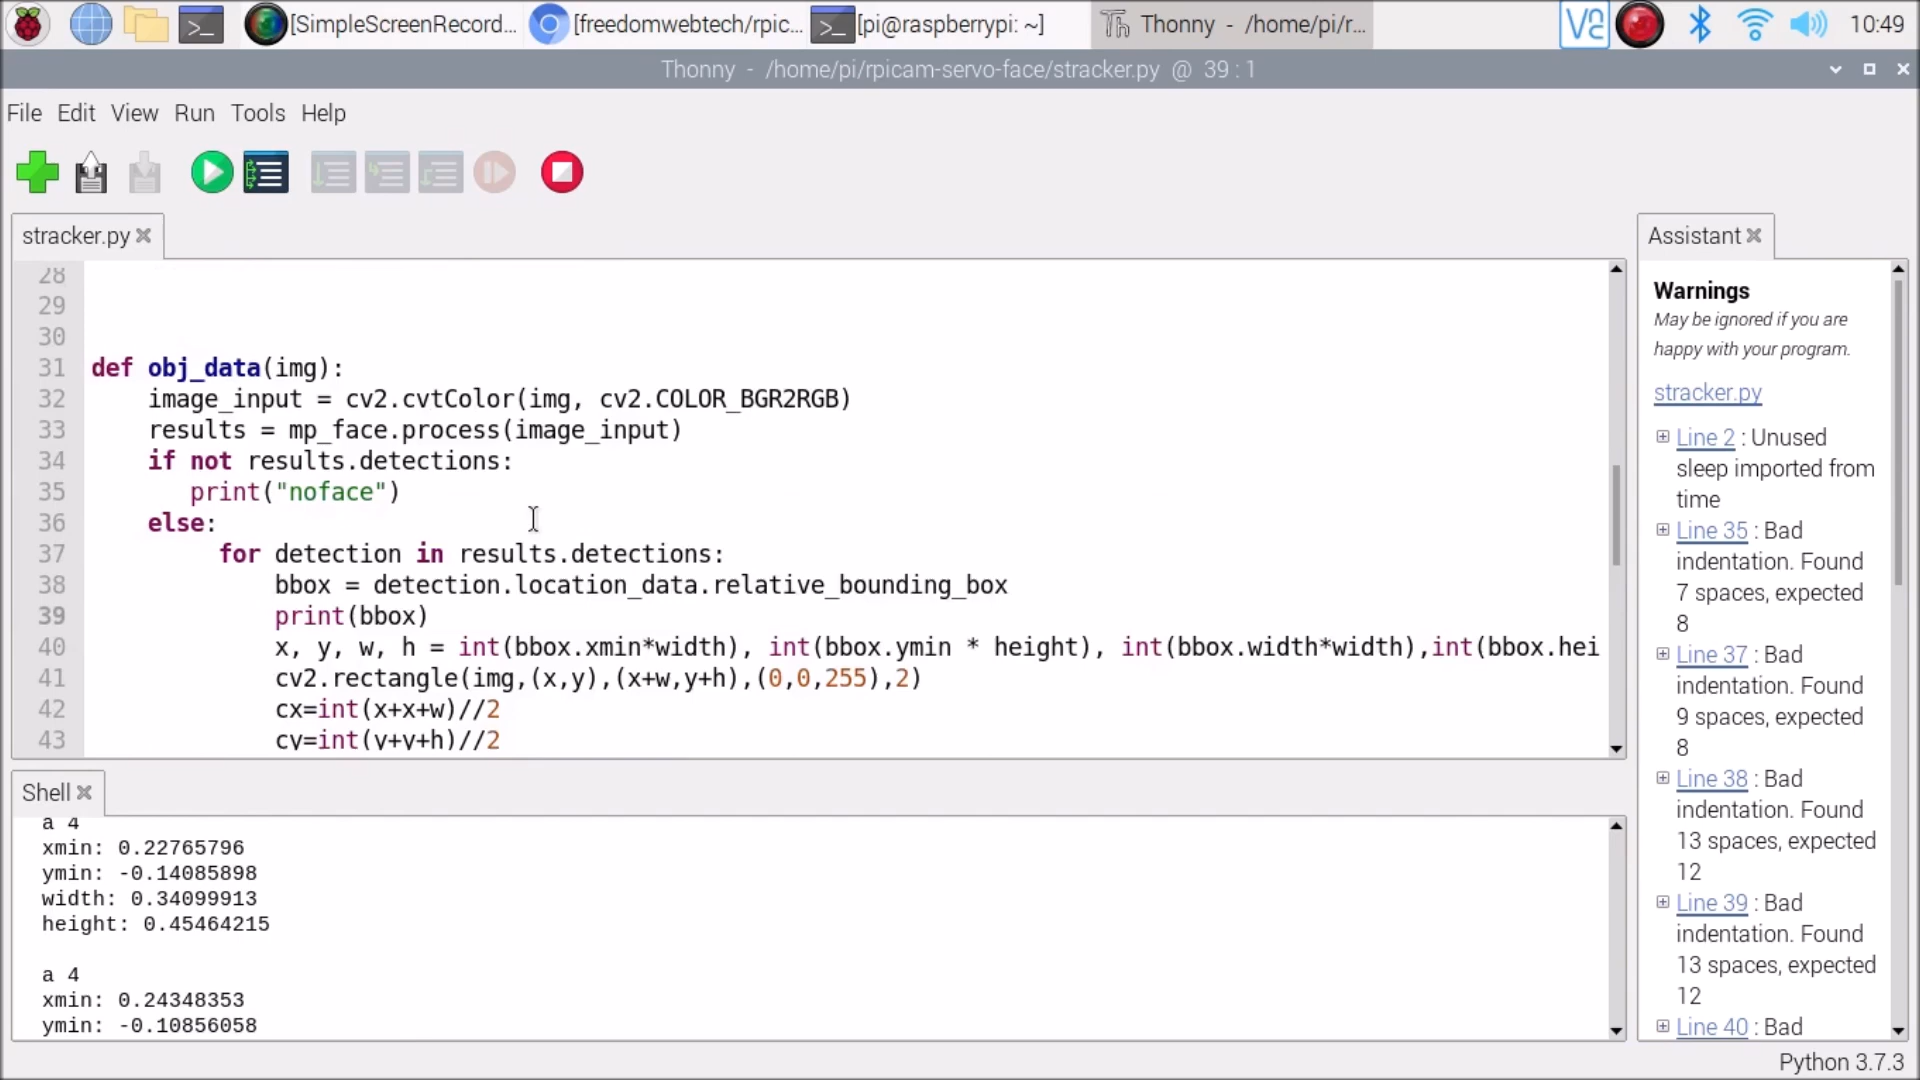 [SimpleScreenRecord...
[freedomwebtech/rpic...
[pi@raspberrypi: ~]
Thonny - /home/pi/r...
10:49
Thonny - /home/pi/rpicam-servo-face/stracker.py @ 39 : 1
File Edit View Run Tools Help
stracker.py
28
29
30
31 def obj_data(img):
32 image_input = cv2.cvtColor(img, cv2.COLOR_BGR2RGB)
33 results = mp_face.process(image_input)
34 if not results.detections:
35 print("noface")
36 else:
37 for detection in results.detections:
38 bbox = detection.location_data.relative_bounding_box
39 print(bbox)
40 x, y, w, h = int(bbox.xmin*width), int(bbox.ymin * height), int(bbox.width*width),int(bbox.hei
41 cv2.rectangle(img,(x,y),(x+w,y+h),(0,0,255),2)
42 cx=int(x+x+w)//2
43 cy=int(y+y+h)//2
Shell
a 4
xmin: 0.22765796
ymin: -0.14085898
width: 0.34099913
height: 0.45464215
a 4
xmin: 0.24348353
ymin: -0.10856058
Assistant
Warnings
May be ignored if you are
happy with your program.
stracker.py
Line 2 : Unused
sleep imported from
time
Line 35 : Bad
indentation. Found
7 spaces, expected
8
Line 37 : Bad
indentation. Found
9 spaces, expected
8
Line 38 : Bad
indentation. Found
13 spaces, expected
12
Line 39 : Bad
indentation. Found
13 spaces, expected
12
Line 40 : Bad
Python 3.7.3